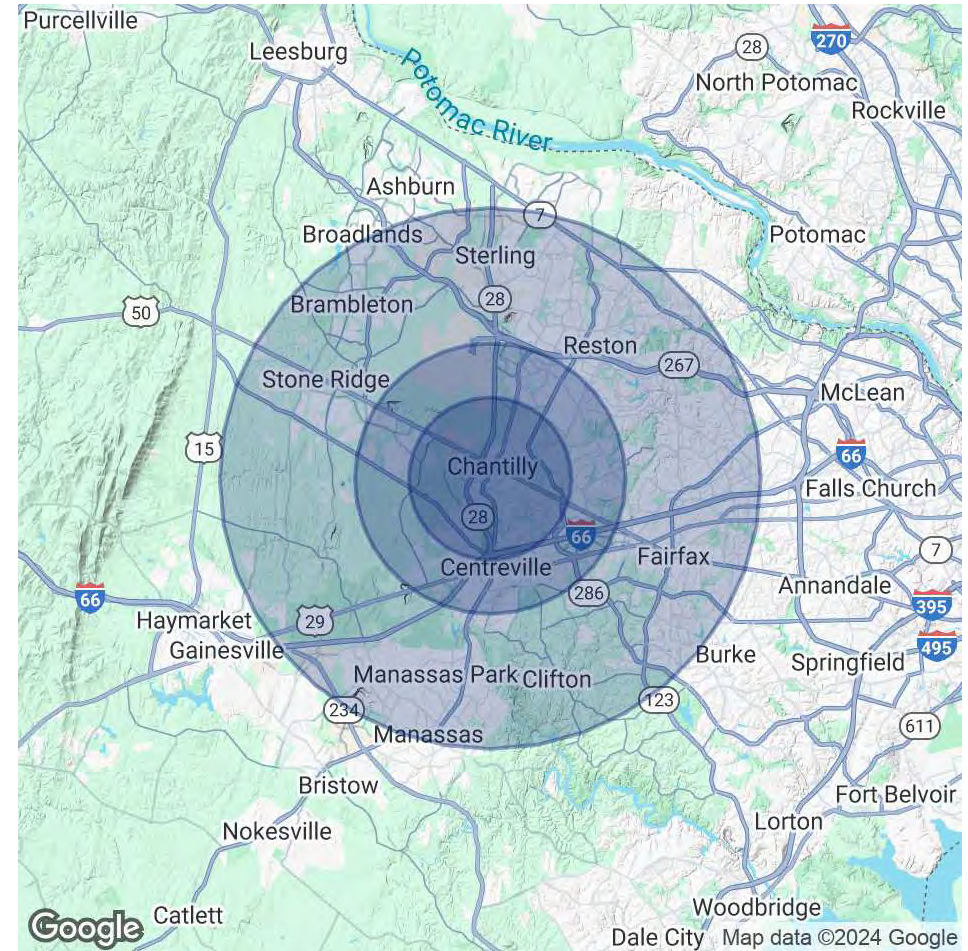 Purcellville
Leesburg
28
270
North Potomac
Rockville
Potomac River
Ashburn
7
Broadlands
Potomac
Sterling
28
Brambleton
50
Reston
267
Stone Ridge
McLean
15
66
Chantilly
Falls Church
28
66
7
Centreville
Fairfax
286
Annandale
66
395
Haymarket
29
495
Gainesville
Burke
Springfield
Manassas Park
Clifton
123
234
611
Manassas
Bristow
Fort Belvoir
Lorton
Nokesville
Woodbridge
Catlett
Google
Dale City
Map data ©2024 Google